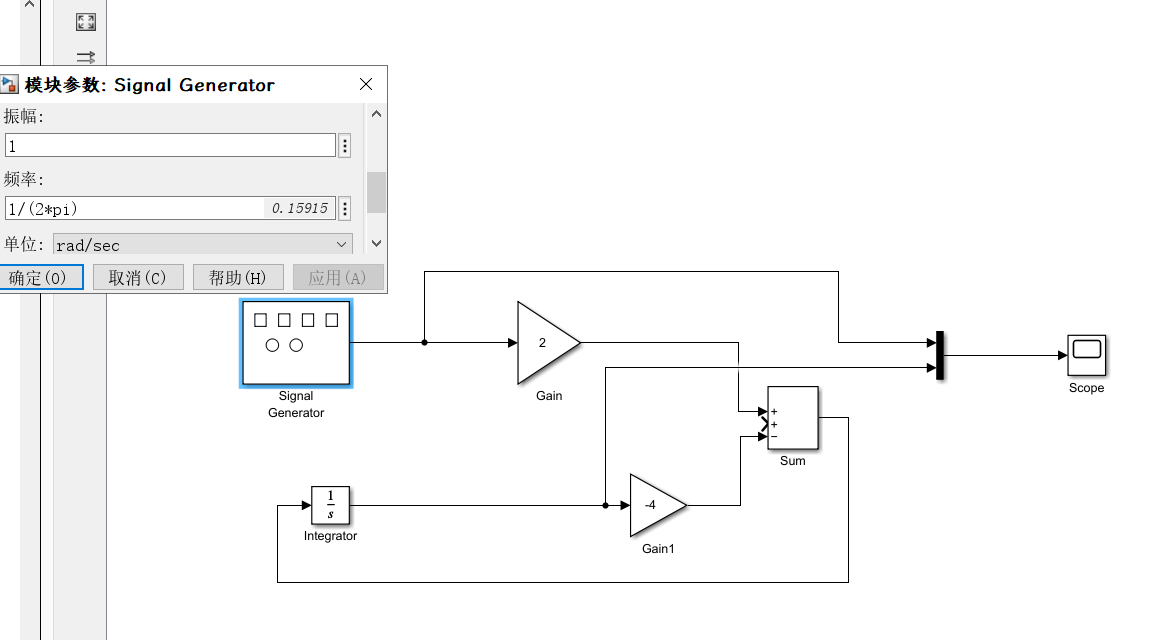 模块参数: Signal Generator
振幅:
1
频率:
1/(2*pi) 0.15915
单位: rad/sec
确定(O) 取消(C) 帮助(H) 应用(A)
Signal
Generator
2
Gain
+
+
−
Sum
Scope
1
s
Integrator
-4
Gain1